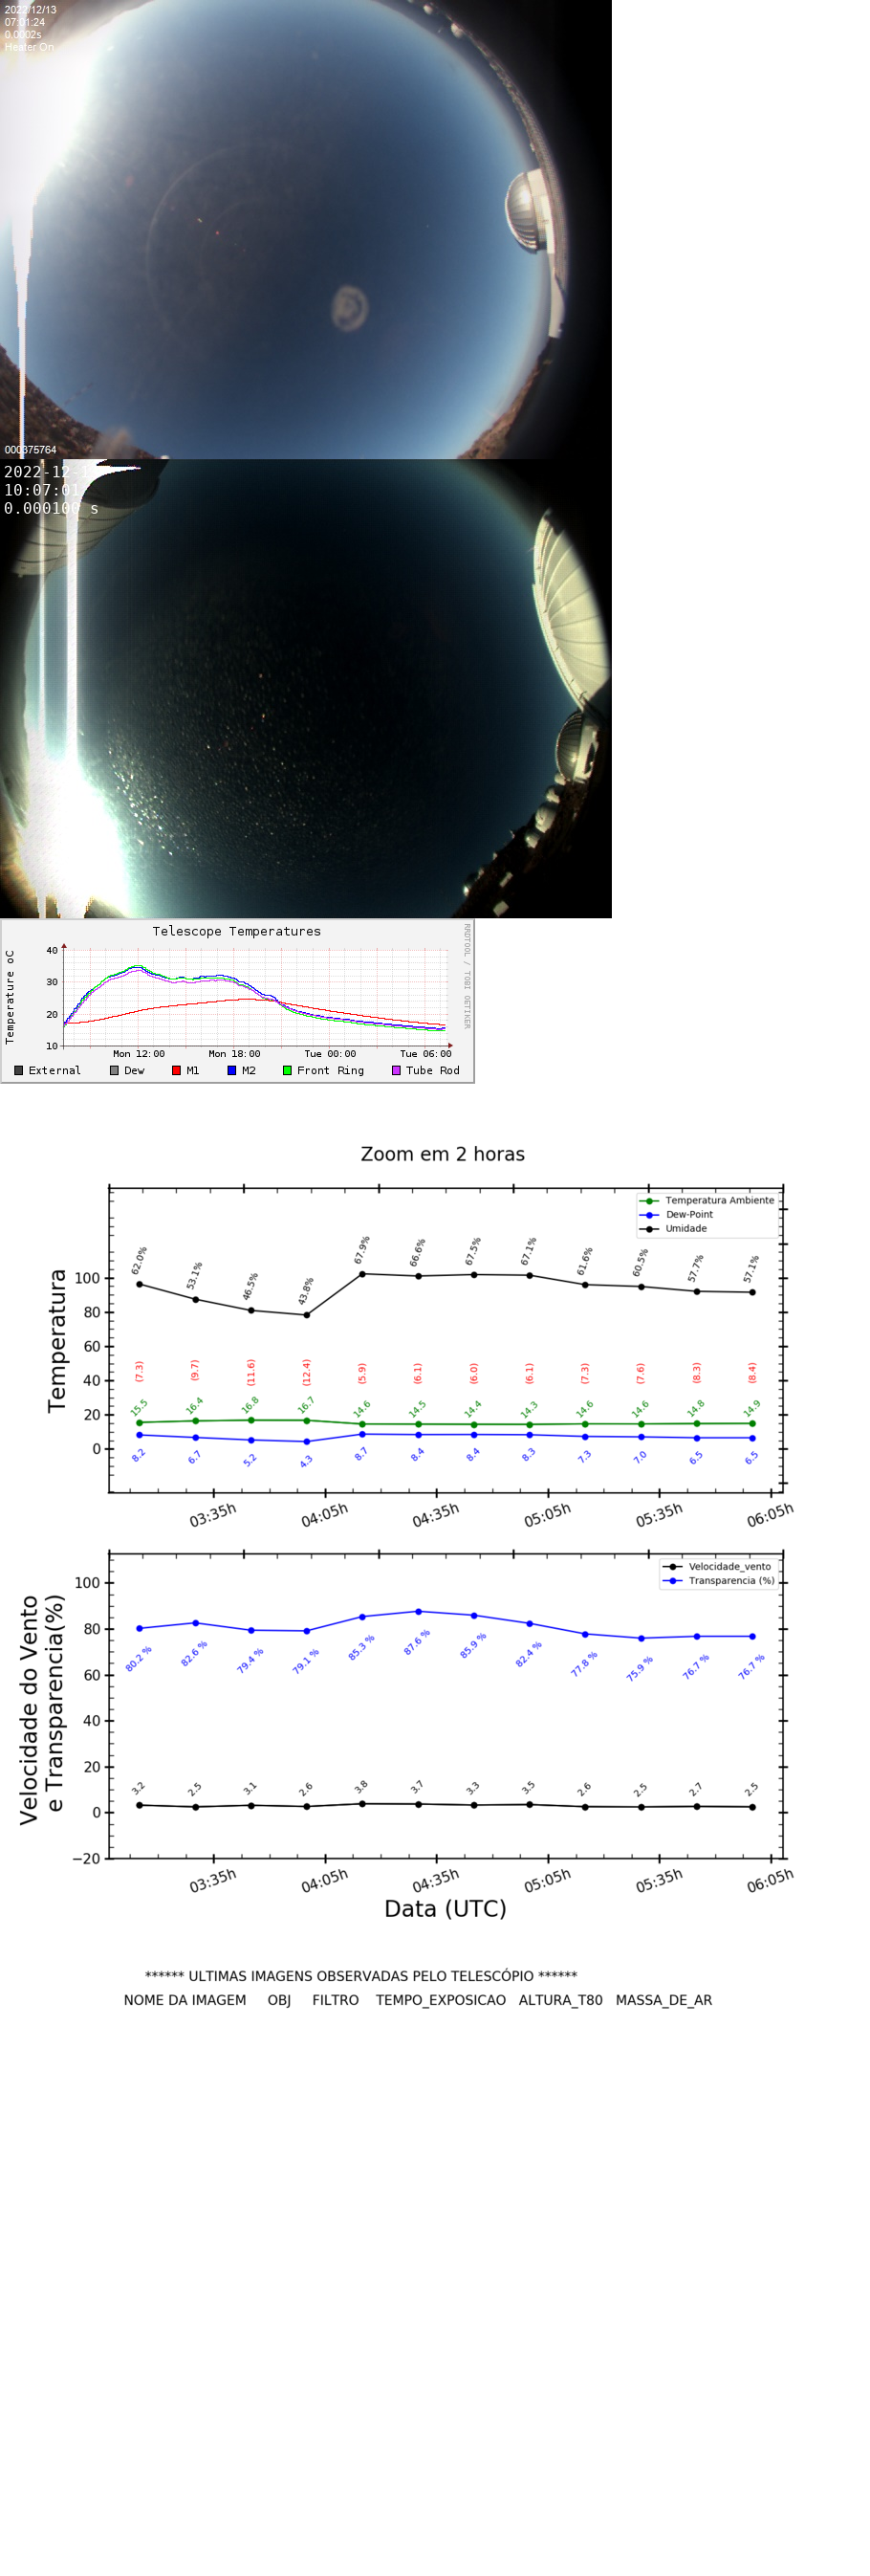 2022/12/13
07:01:24
0.0002s
Heater On
000375764
2022-12-
10:07:01
0.000100 s
Telescope Temperatures
Temperature oC
RRDTOOL / TOBI OETIKER
40
30
20
10
Mon 12:00 Mon 18:00 Tue 00:00 Tue 06:00
External Dew M1 M2 Front Ring Tube Rod
Zoom em 2 horas
Temperatura
Temperatura Ambiente
Dew-Point
Umidade
100
80
60
40
20
0
62.0% 53.1% 46.5% 43.8% 67.9% 66.6% 67.5% 67.1% 61.6% 60.5% 57.7% 57.1%
(7.3) (9.7) (11.6) (12.4) (5.9) (6.1) (6.0) (6.1) (7.3) (7.6) (8.3) (8.4)
15.5 16.4 16.8 16.7 14.6 14.5 14.4 14.3 14.6 14.6 14.8 14.9
8.2 6.7 5.2 4.3 8.7 8.4 8.4 8.3 7.3 7.0 6.5 6.5
03:35h 04:05h 04:35h 05:05h 05:35h 06:05h
Velocidade do Vento
e Transparencia(%)
Velocidade_vento
Transparencia (%)
100
80
60
40
20
0
−20
80.2 % 82.6 % 79.4 % 79.1 % 85.3 % 87.6 % 85.9 % 82.4 % 77.8 % 75.9 % 76.7 % 76.7 %
3.2 2.5 3.1 2.6 3.8 3.7 3.3 3.5 2.6 2.5 2.7 2.5
03:35h 04:05h 04:35h 05:05h 05:35h 06:05h
Data (UTC)
****** ULTIMAS IMAGENS OBSERVADAS PELO TELESCÓPIO ******
NOME DA IMAGEM OBJ FILTRO TEMPO_EXPOSICAO ALTURA_T80 MASSA_DE_AR